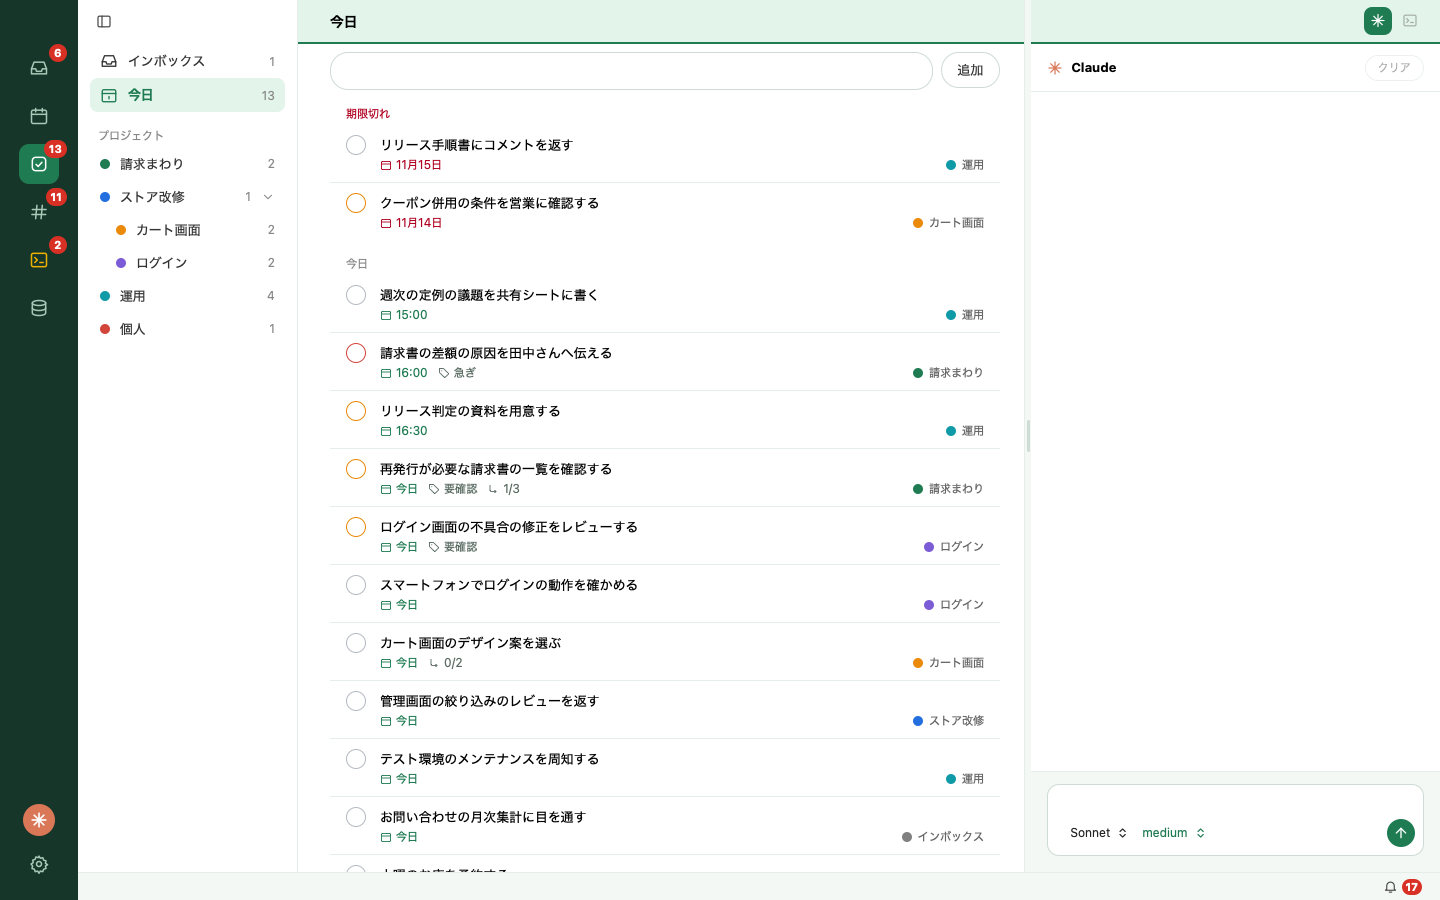 6
13
11
2
インボックス 1
今日 13
プロジェクト
請求まわり 2
ストア改修 1
カート画面 2
ログイン 2
運用 4
個人 1
今日
追加
期限切れ
リリース手順書にコメントを返す
11月15日 運用
クーポン併用の条件を営業に確認する
11月14日 カート画面
今日
週次の定例の議題を共有シートに書く
15:00 運用
請求書の差額の原因を田中さんへ伝える
16:00 急ぎ 請求まわり
リリース判定の資料を用意する
16:30 運用
再発行が必要な請求書の一覧を確認する
今日 要確認 1/3 請求まわり
ログイン画面の不具合の修正をレビューする
今日 要確認 ログイン
スマートフォンでログインの動作を確かめる
今日 ログイン
カート画面のデザイン案を選ぶ
今日 0/2 カート画面
管理画面の絞り込みのレビューを返す
今日 ストア改修
テスト環境のメンテナンスを周知する
今日 運用
お問い合わせの月次集計に目を通す
今日 インボックス
Claude クリア
Sonnet medium
17